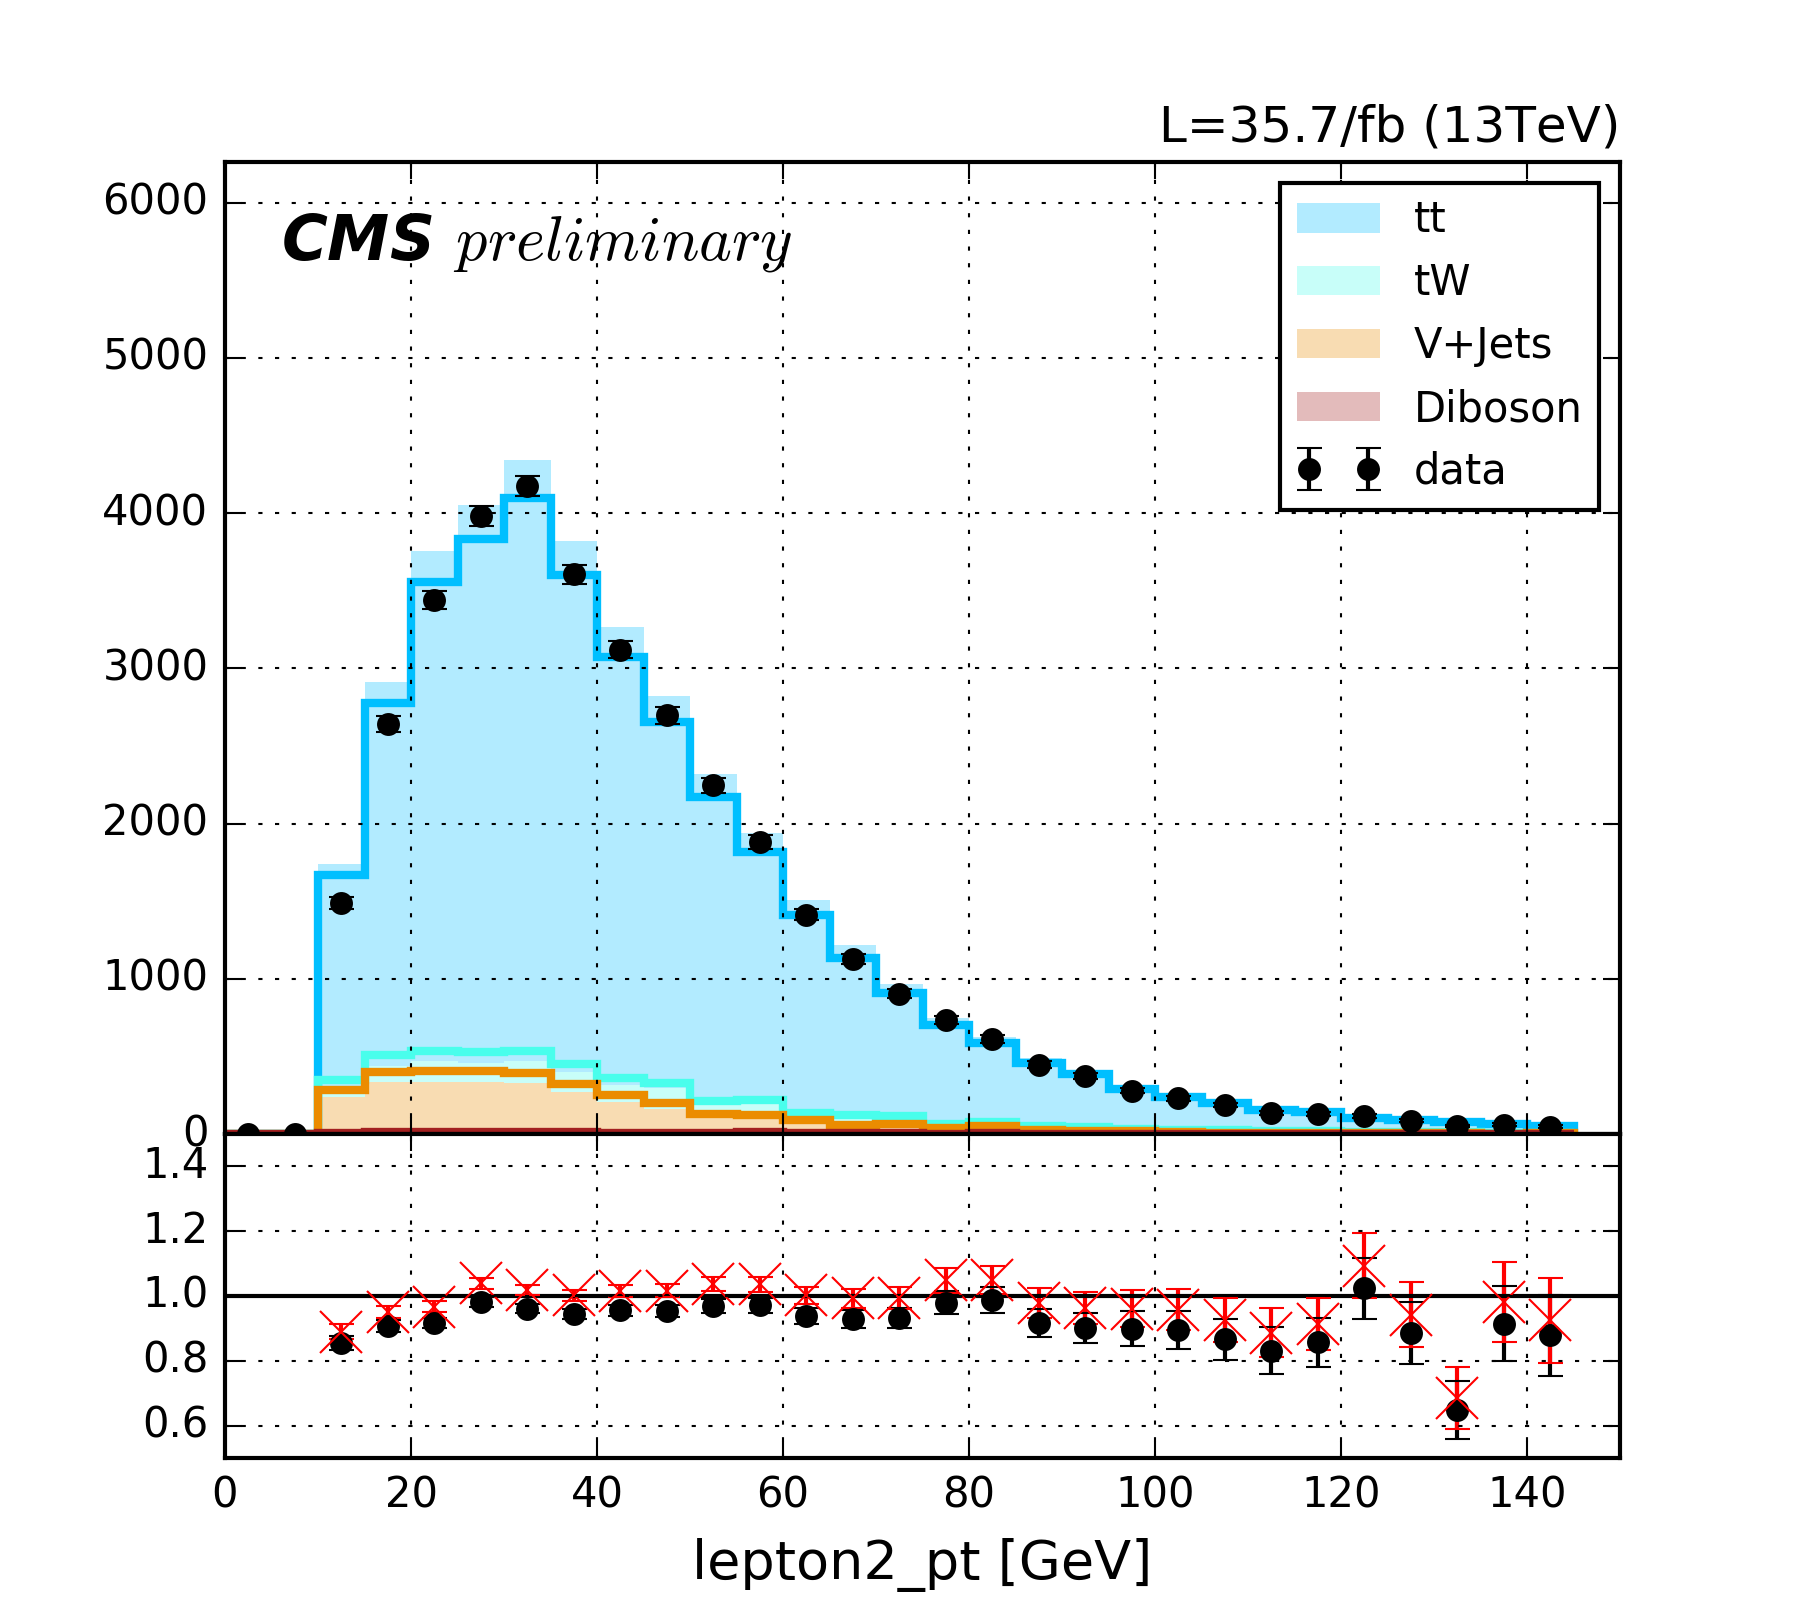 L=35.7/fb (13TeV)
CMS preliminary
tt
tW
V+Jets
Diboson
data
6000
5000
4000
3000
2000
1000
0
1.4
1.2
1.0
0.8
0.6
0 20 40 60 80 100 120 140
lepton2_pt [GeV]